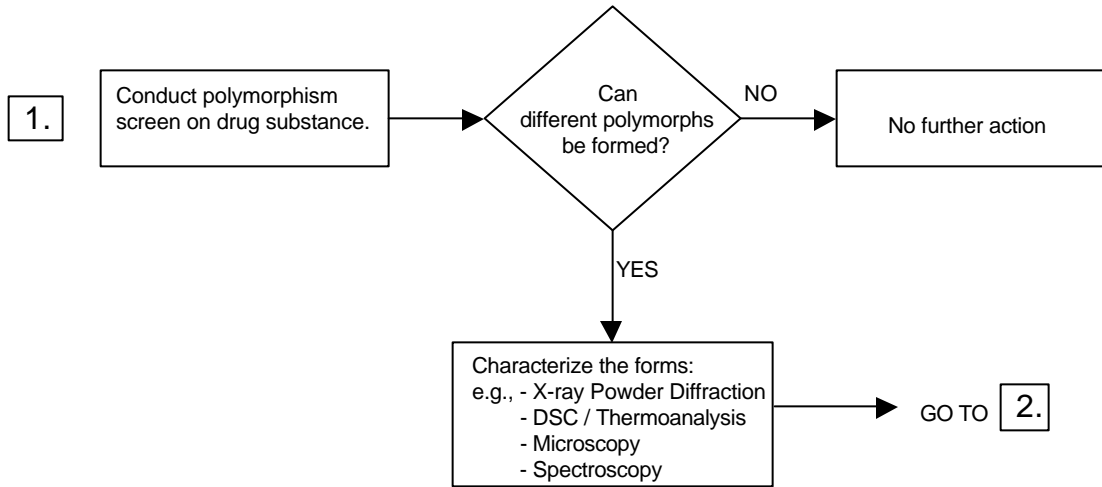 1.
Conduct polymorphism
screen on drug substance.
Can
different polymorphs
be formed?
NO
No further action
YES
Characterize the forms:
e.g., - X-ray Powder Diffraction
- DSC / Thermoanalysis
- Microscopy
- Spectroscopy
GO TO 2.